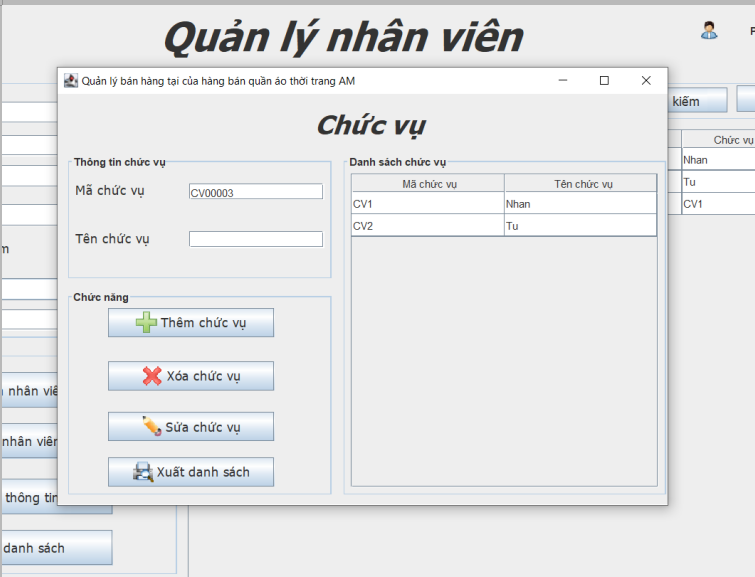 Quản lý nhân viên
Quản lý bán hàng tại của hàng bán quần áo thời trang AM
Chức vụ
Thông tin chức vụ
Mã chức vụ CV00003
Tên chức vụ
Chức năng
Thêm chức vụ
Xóa chức vụ
Sửa chức vụ
Xuất danh sách
Danh sách chức vụ
Mã chức vụ Tên chức vụ
CV1 Nhan
CV2 Tu
kiếm
Chức vụ
Nhan
Tu
CV1
nhân viê
nhân viên
thông tin
danh sách